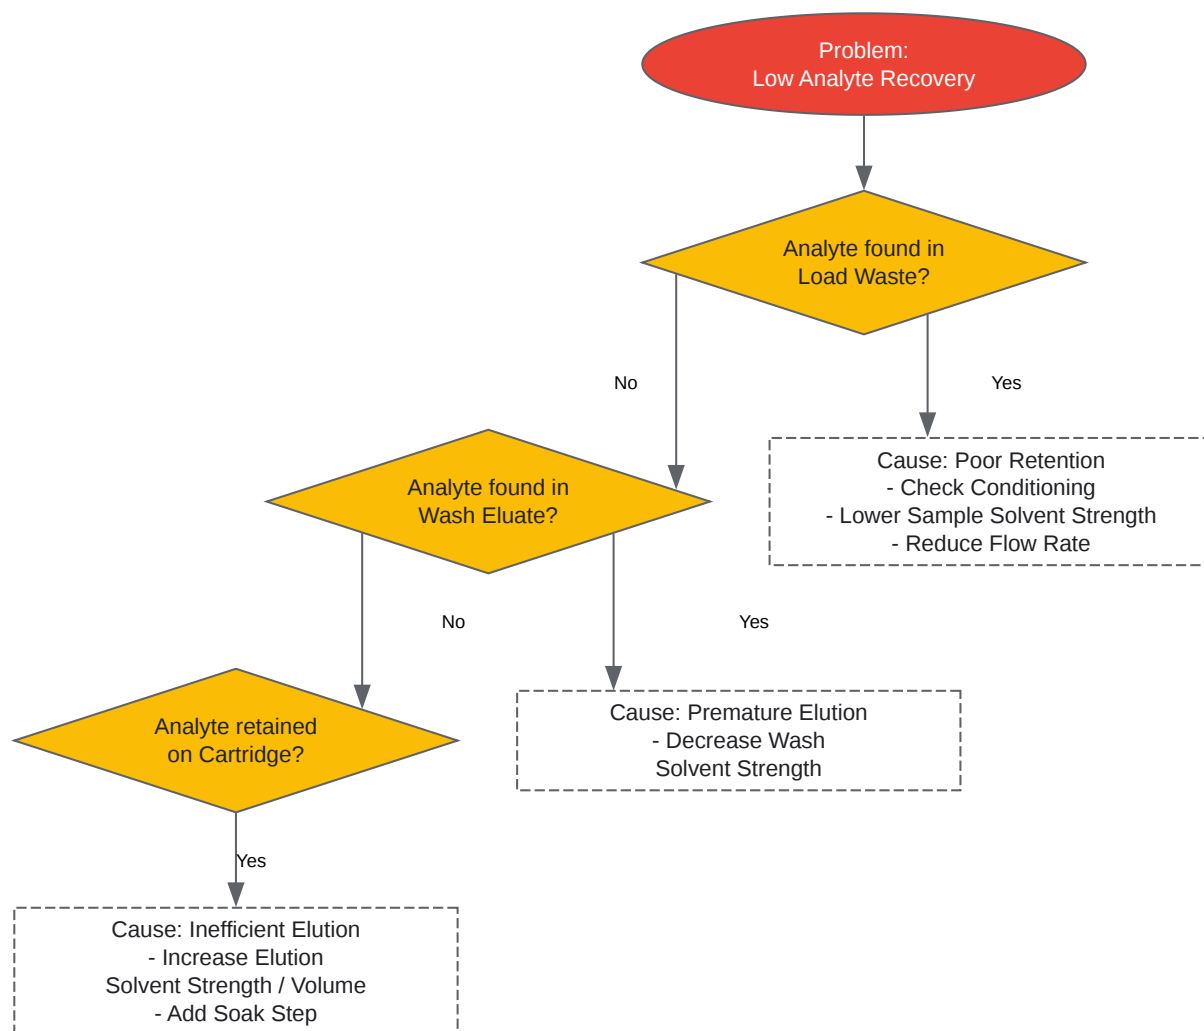 Problem:
Low Analyte Recovery
Analyte found in
Load Waste?
No
Yes
Cause: Poor Retention
- Check Conditioning
- Lower Sample Solvent Strength
- Reduce Flow Rate
Analyte found in
Wash Eluate?
No
Yes
Cause: Premature Elution
- Decrease Wash
Solvent Strength
Analyte retained
on Cartridge?
Yes
Cause: Inefficient Elution
- Increase Elution
Solvent Strength / Volume
- Add Soak Step